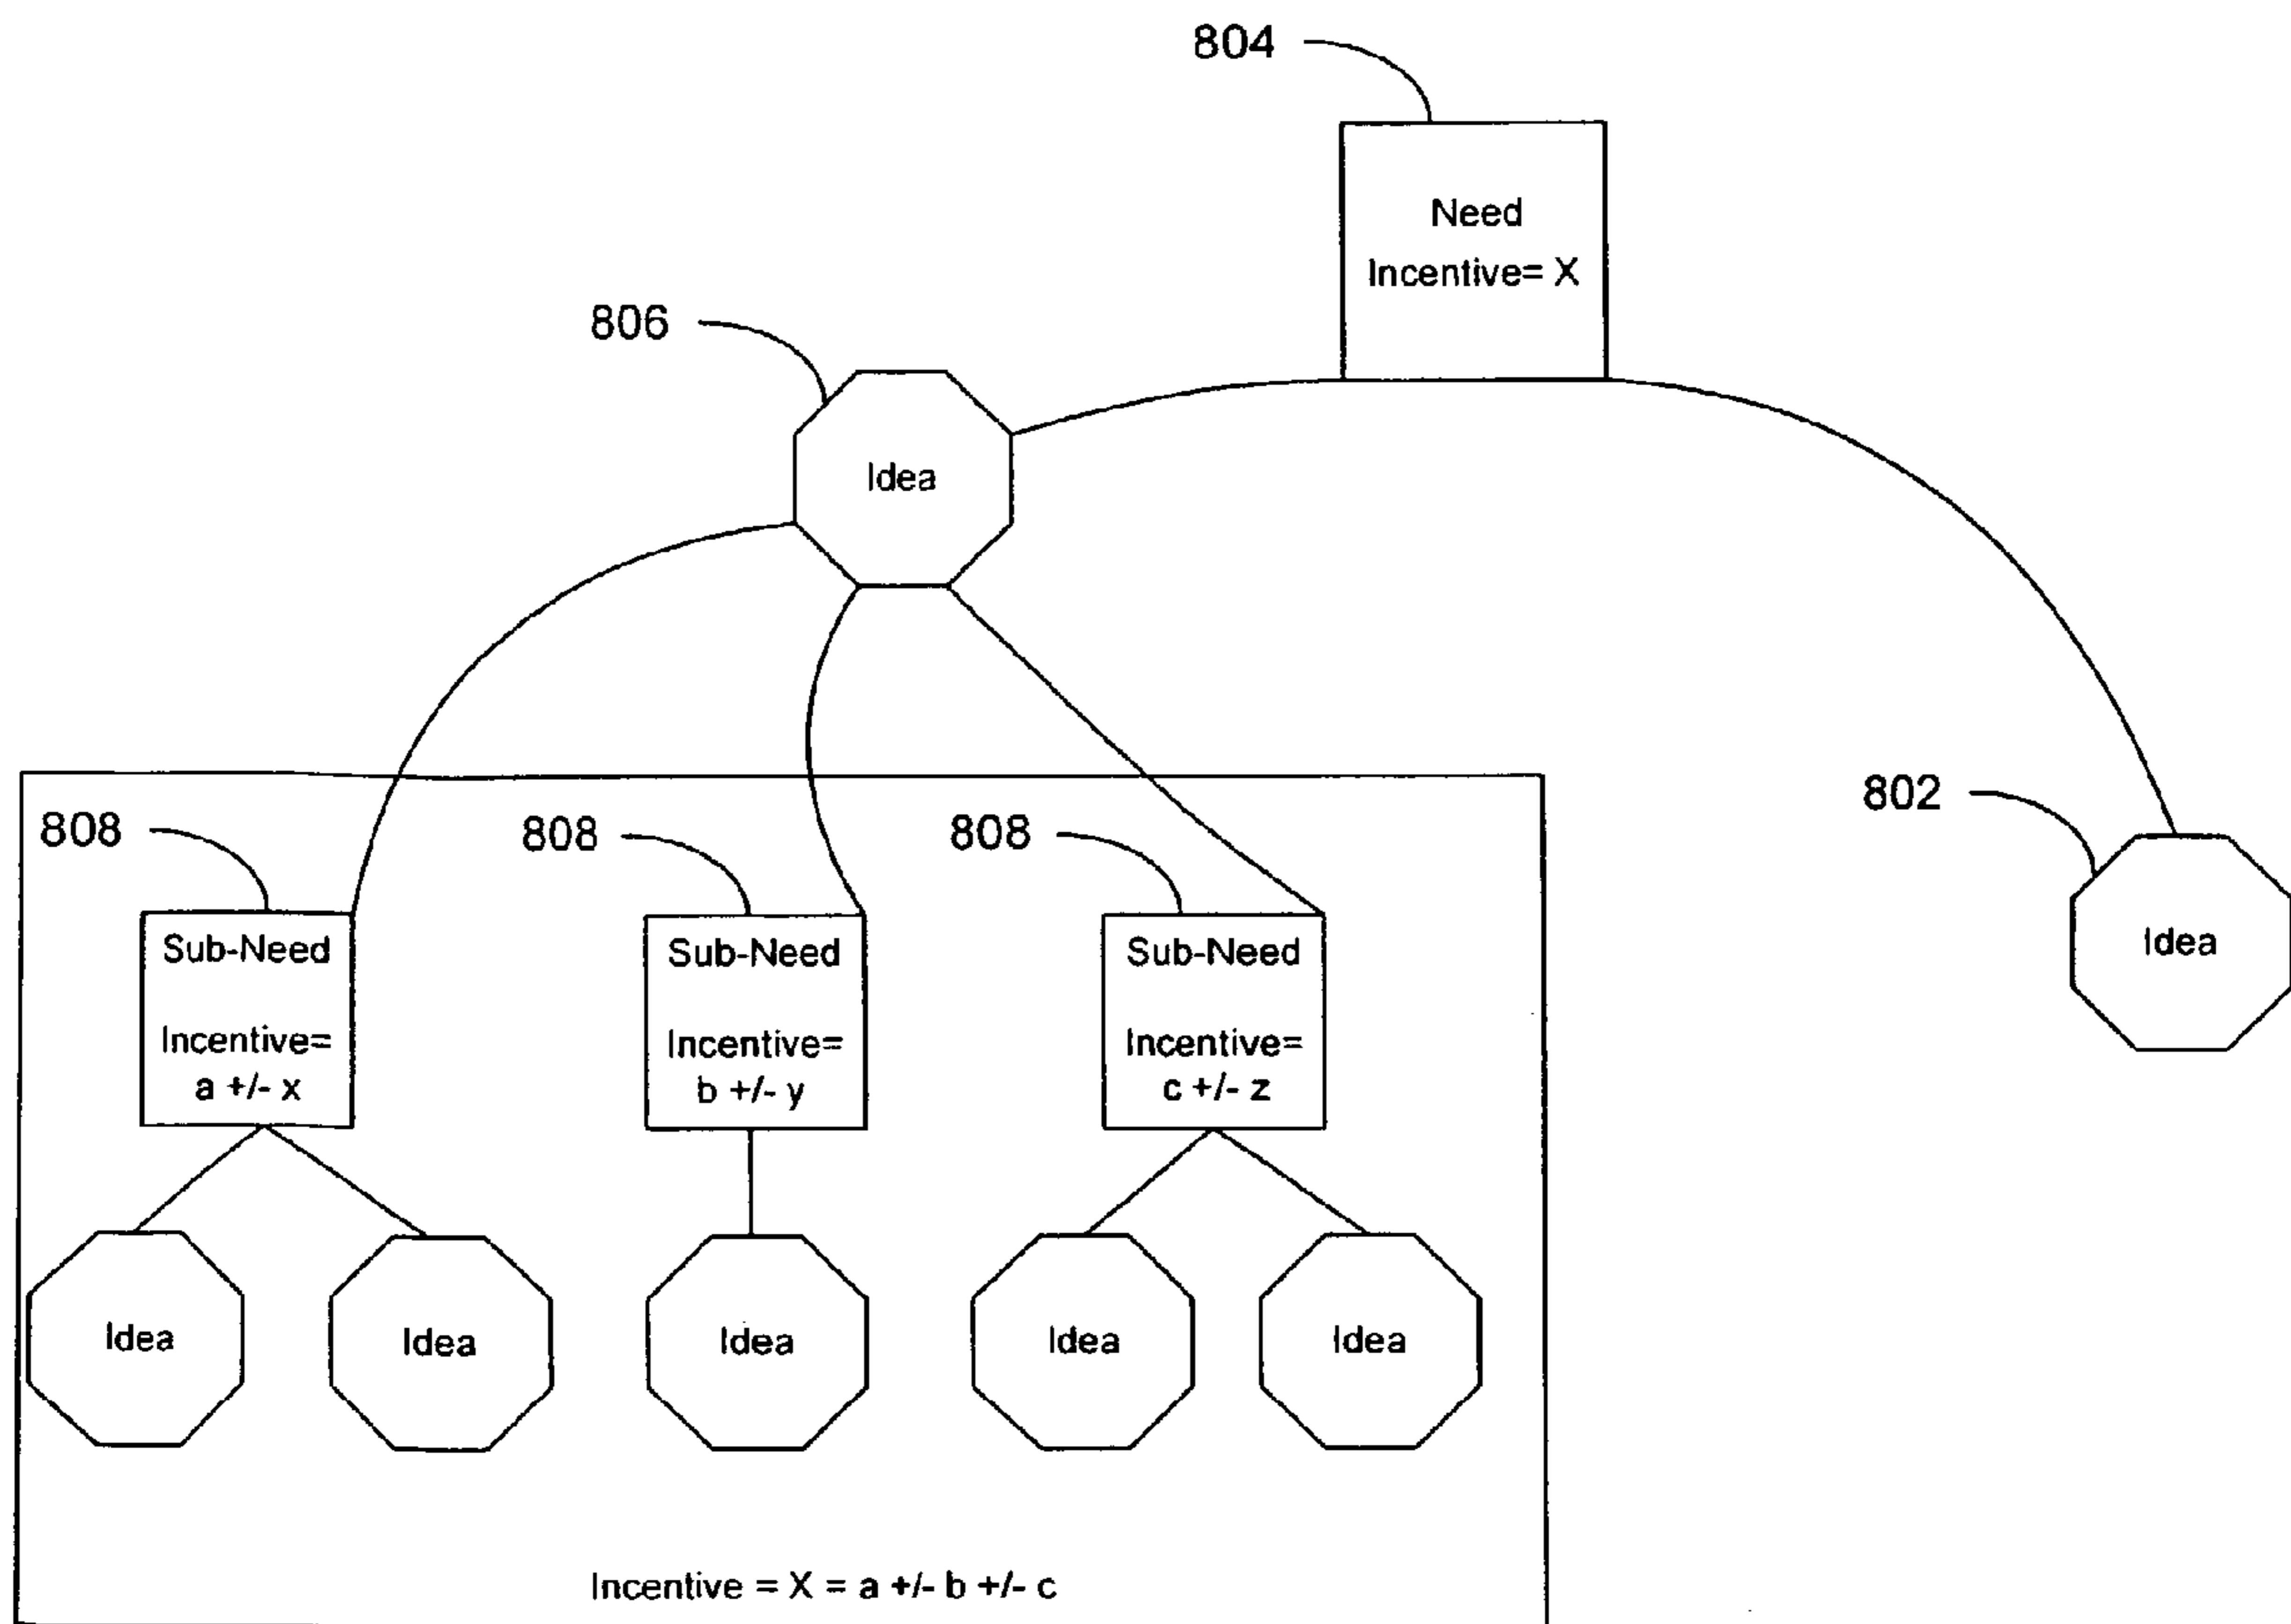 804
Need
Incentive= X
806
Idea
802
Idea
808
808
808
Sub-Need
Incentive=
a +/- x
Sub-Need
Incentive=
b +/- y
Sub-Need
Incentive=
c +/- z
Idea
Idea
Idea
Idea
Idea
Incentive = X = a +/- b +/- c